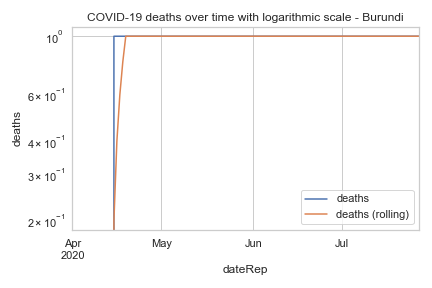 COVID-19 deaths over time with logarithmic scale - Burundi
10⁰
6 × 10⁻¹
4 × 10⁻¹
3 × 10⁻¹
2 × 10⁻¹
deaths
deaths
deaths (rolling)
Apr
2020
May
Jun
Jul
dateRep